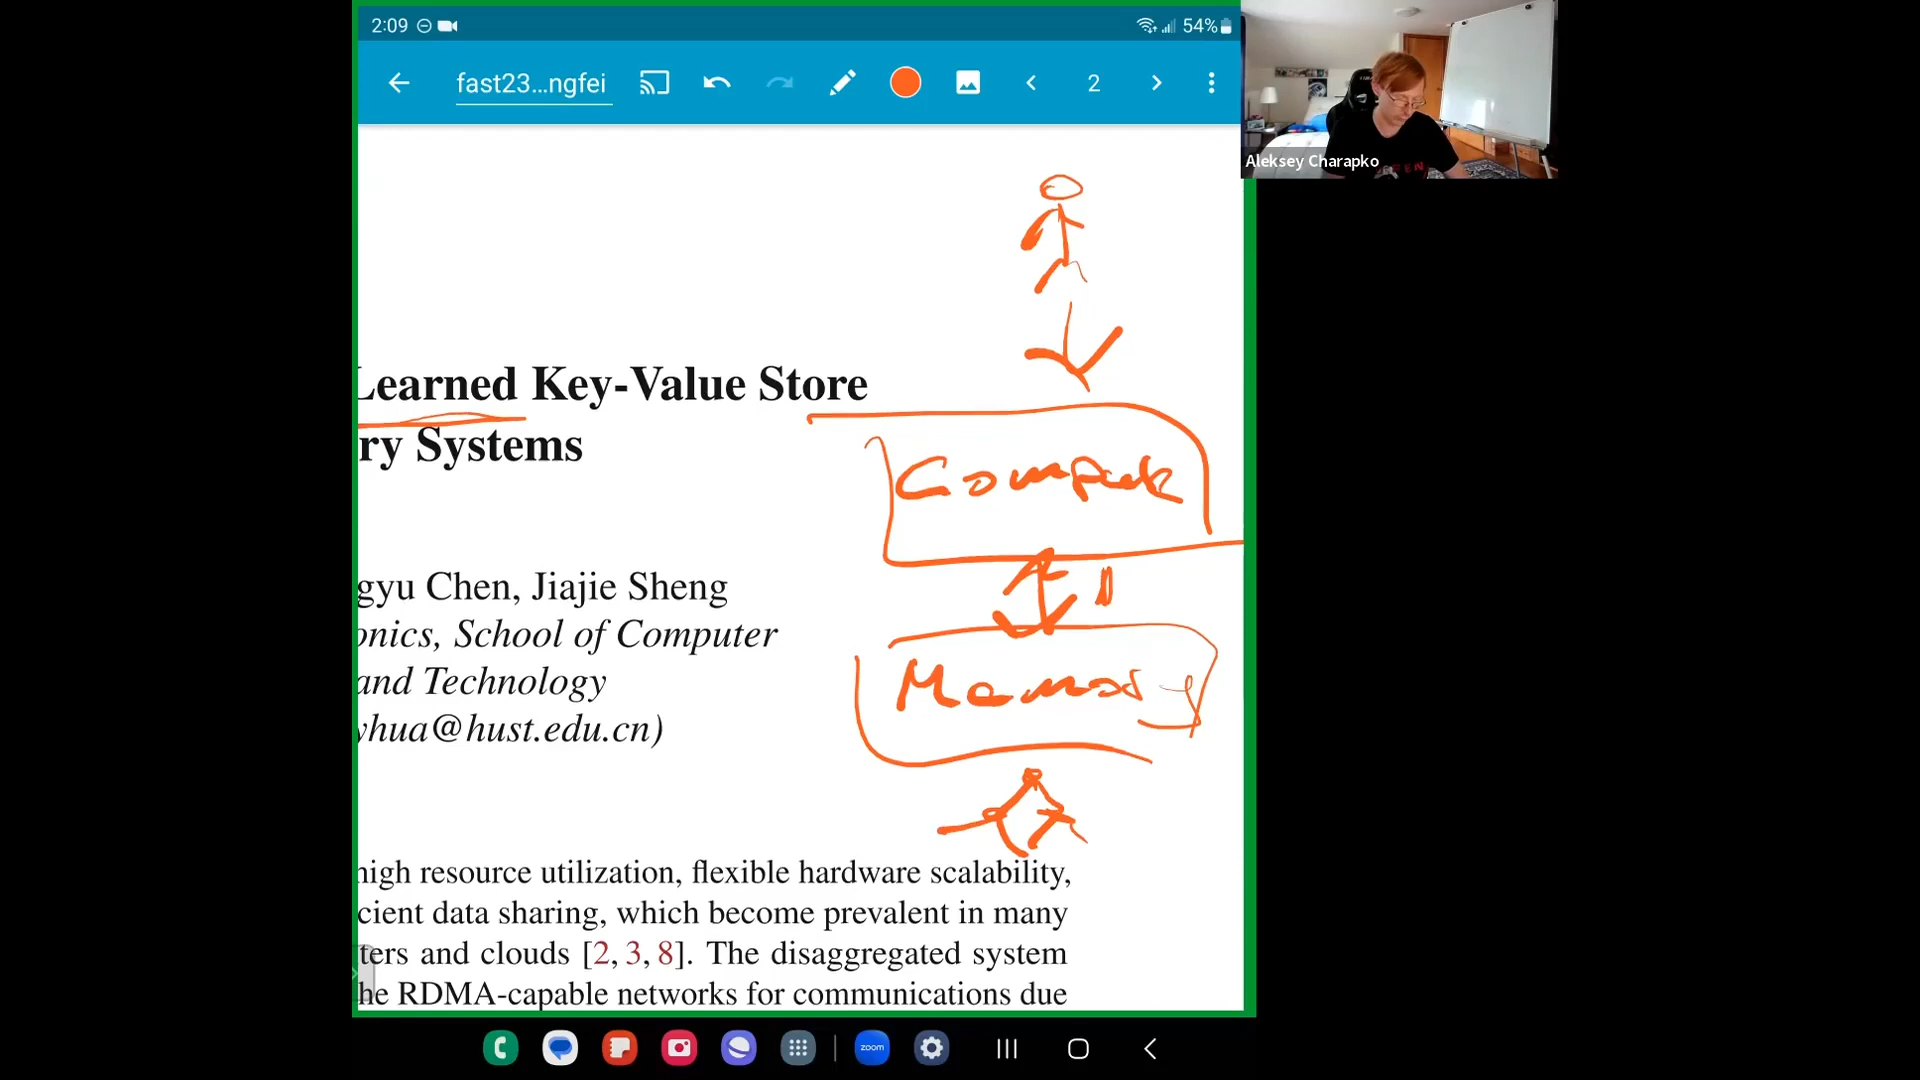 2:09
54%
fast23...ngfei
2
Aleksey Charapko
Learned Key-Value Store
ry Systems
Compute
gyu Chen, Jiajie Sheng
onics, School of Computer
and Technology
yhua@hust.edu.cn)
Memory
high resource utilization, flexible hardware scalability,
cient data sharing, which become prevalent in many
ters and clouds [2, 3, 8]. The disaggregated system
he RDMA-capable networks for communications due
zoom